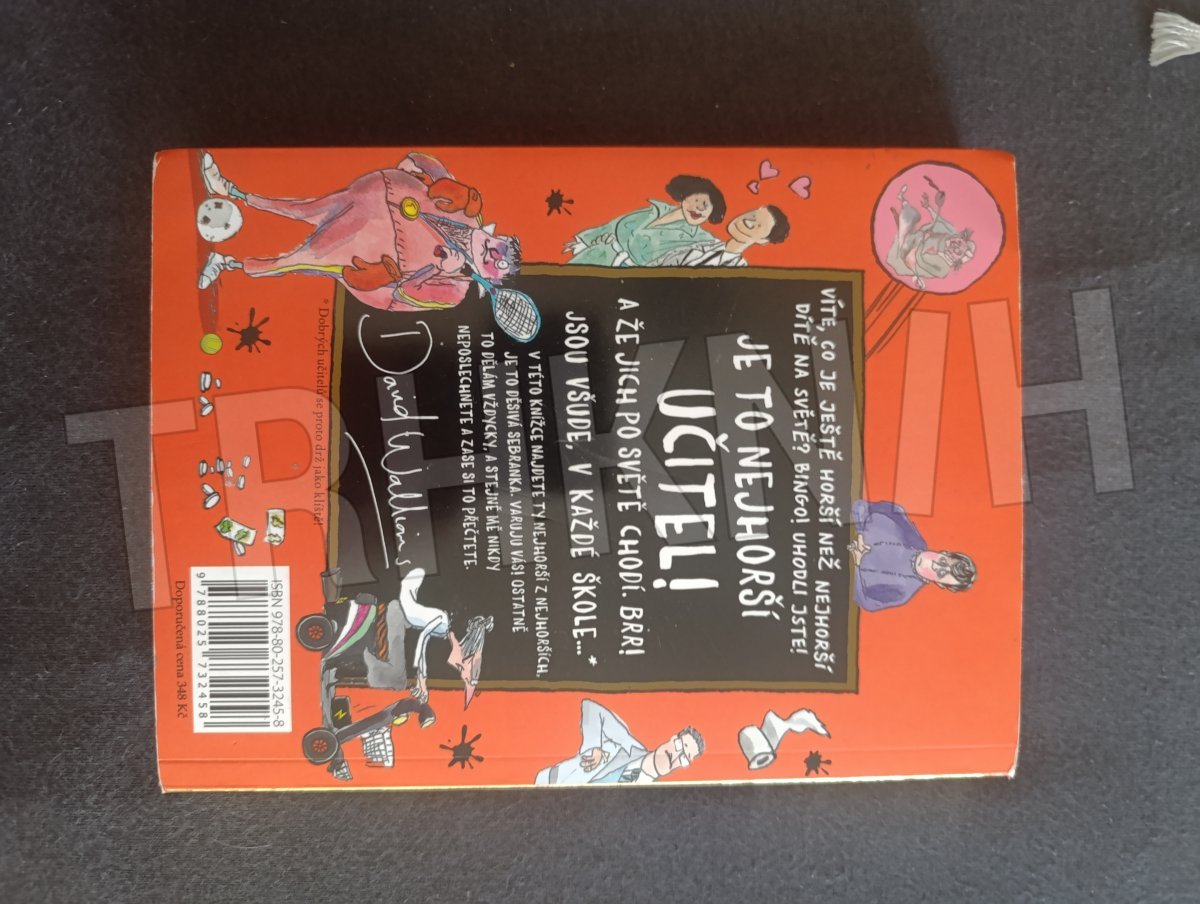 VÍTE, CO JE JEŠTĚ HORŠÍ NEŽ NEJHORŠÍ
DÍTĚ NA SVĚTĚ? BINGO! UHODLI JSTE!
JE TO NEJHORŠÍ
UČITEL!
A ŽE JICH PO SVĚTĚ CHODÍ. BRR!
JSOU VŠUDE, V KAŽDÉ ŠKOLE...*
V TÉTO KNÍŽCE NAJDETE TY NEJHORŠÍ Z NEJHORŠÍCH.
JE TO DĚSIVÁ SEBRANKA. VARUJU VÁS! OSTATNĚ
TO DĚLÁM VŽDYCKY, A STEJNĚ MĚ NIKDY
NEPOSLECHNETE A ZASE SI TO PŘEČTETE.
David Walliams
* Dobrých učitelů se proto drž jako klíště!
ISBN 978-80-257-3245-8
9 788025 732458
Doporučená cena 348 Kč
TRHKNIH